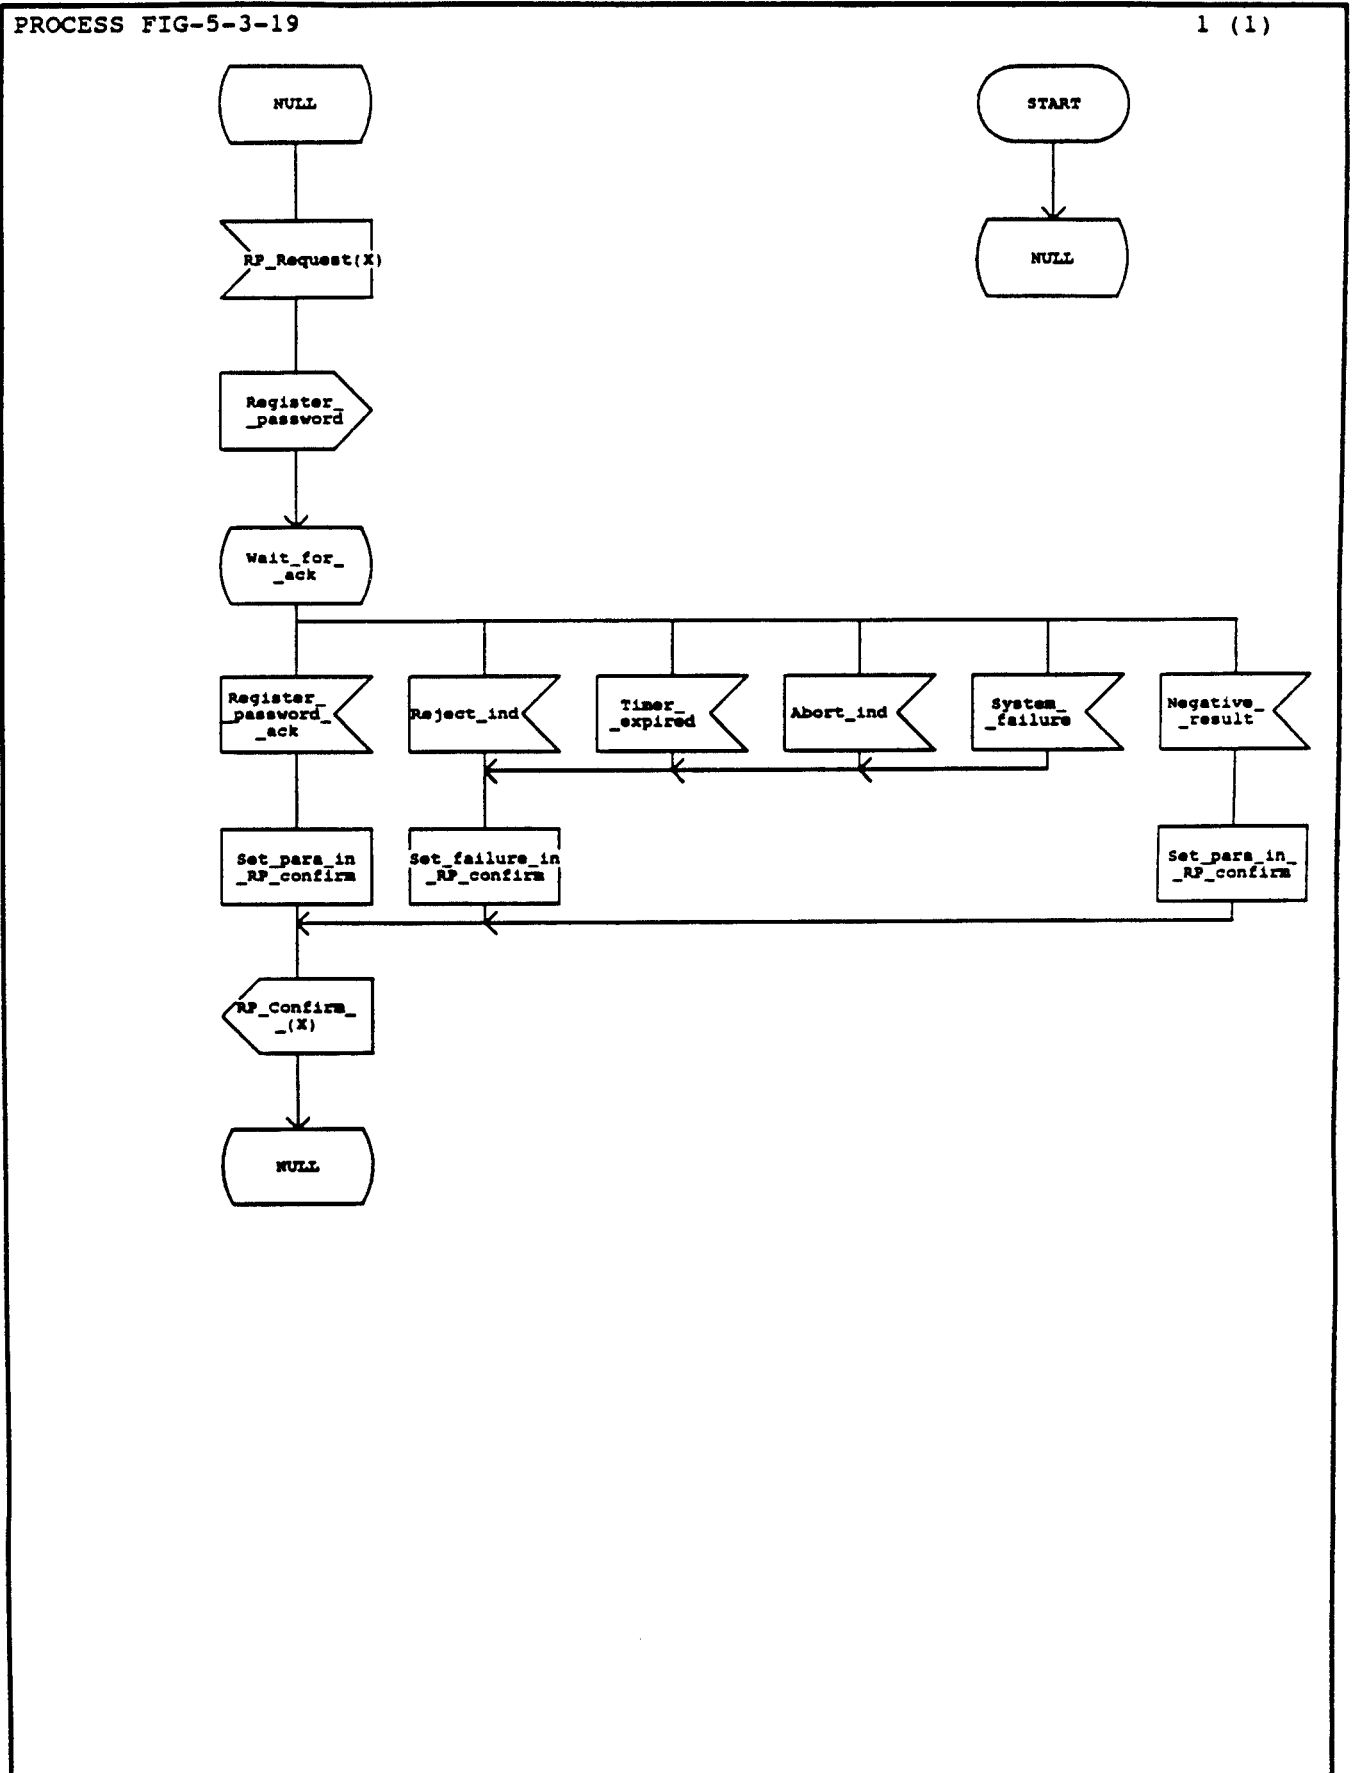 PROCESS FIG-5-3-19 1 (1)
NULL
START
RP_Request(X)
NULL
Register_
_password
Wait_for_
_ack
Register_
_password_
_ack
Reject_ind
Timer_
_expired
Abort_ind
System_
_failure
Negative_
_result
Set_para_in
_RP_confirm
Set_failure_in
_RP_confirm
Set_para_in_
_RP_confirm
RP_Confirm_
_(X)
NULL